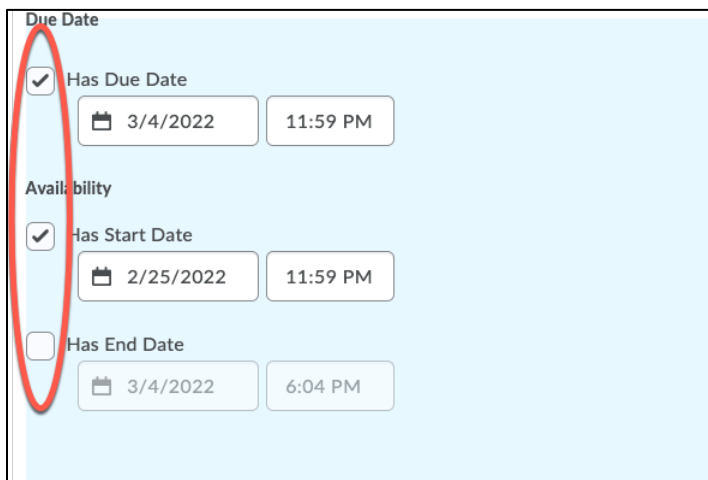 Due Date
Has Due Date
3/4/2022 11:59 PM
Availability
Has Start Date
2/25/2022 11:59 PM
Has End Date
3/4/2022 6:04 PM